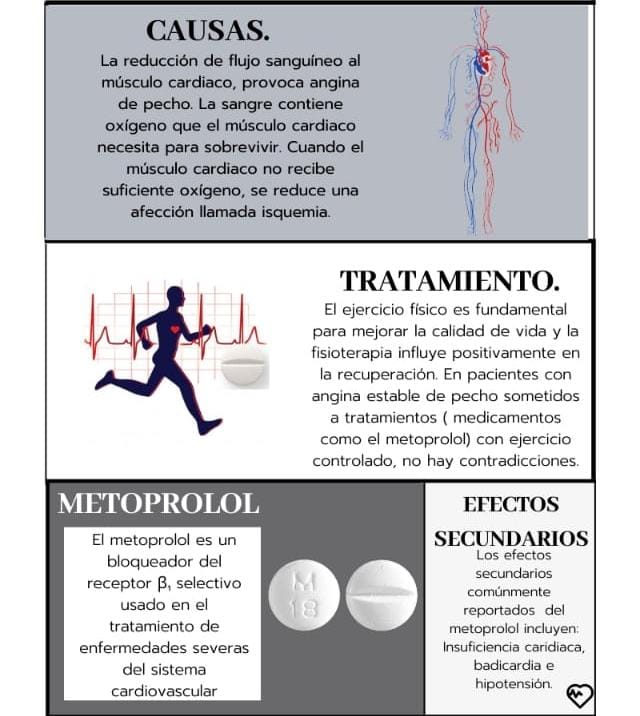 CAUSAS.
La reducción de flujo sanguíneo al
músculo cardiaco, provoca angina
de pecho. La sangre contiene
oxígeno que el músculo cardiaco
necesita para sobrevivir. Cuando el
músculo cardiaco no recibe
suficiente oxígeno, se reduce una
afección llamada isquemia.
TRATAMIENTO.
El ejercicio físico es fundamental
para mejorar la calidad de vida y la
fisioterapia influye positivamente en
la recuperación. En pacientes con
angina estable de pecho sometidos
a tratamientos ( medicamentos
como el metoprolol) con ejercicio
controlado, no hay contradicciones.
METOPROLOL
El metoprolol es un
bloqueador del
receptor β₁ selectivo
usado en el
tratamiento de
enfermedades severas
del sistema
cardiovascular
M
18
EFECTOS
SECUNDARIOS
Los efectos
secundarios
comúnmente
reportados del
metoprolol incluyen:
Insuficiencia caridiaca,
badicardia e
hipotensión.